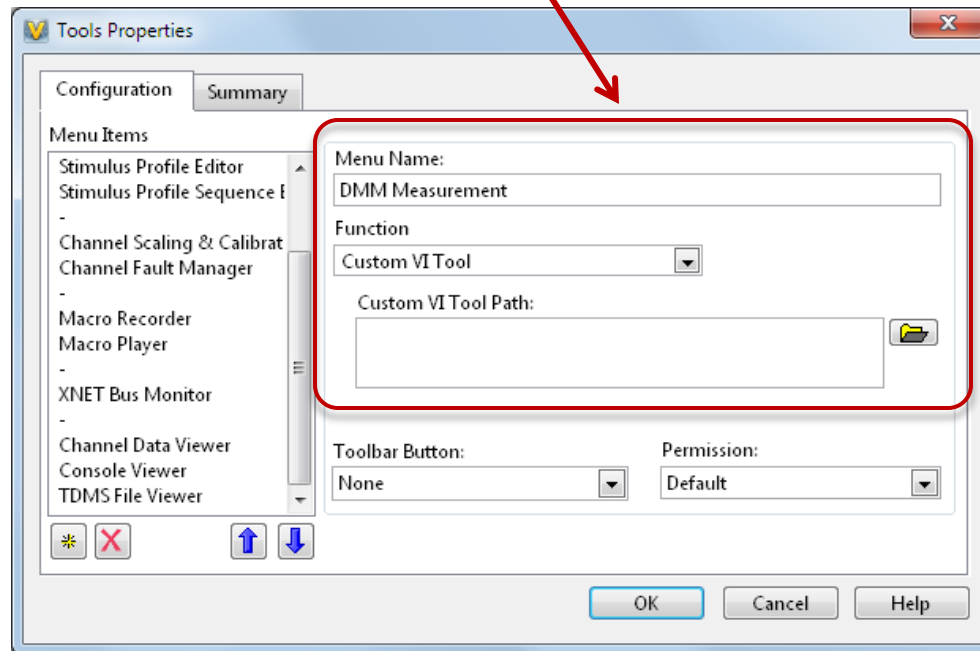 Tools Properties
Configuration
Summary
Menu Items
Stimulus Profile Editor
Stimulus Profile Sequence E
-
Channel Scaling & Calibrat
Channel Fault Manager
-
Macro Recorder
Macro Player
-
XNET Bus Monitor
-
Channel Data Viewer
Console Viewer
TDMS File Viewer
Menu Name:
DMM Measurement
Function
Custom VI Tool
Custom VI Tool Path:
Toolbar Button:
None
Permission:
Default
OK
Cancel
Help